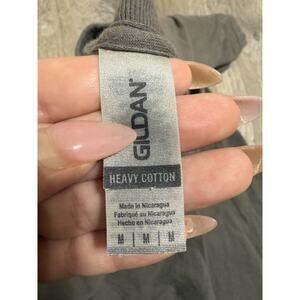 GILDAN
HEAVY COTTON
Made in Nicaragua
Fabriqué au Nicaragua
Hecho en Nicaragua
M M M